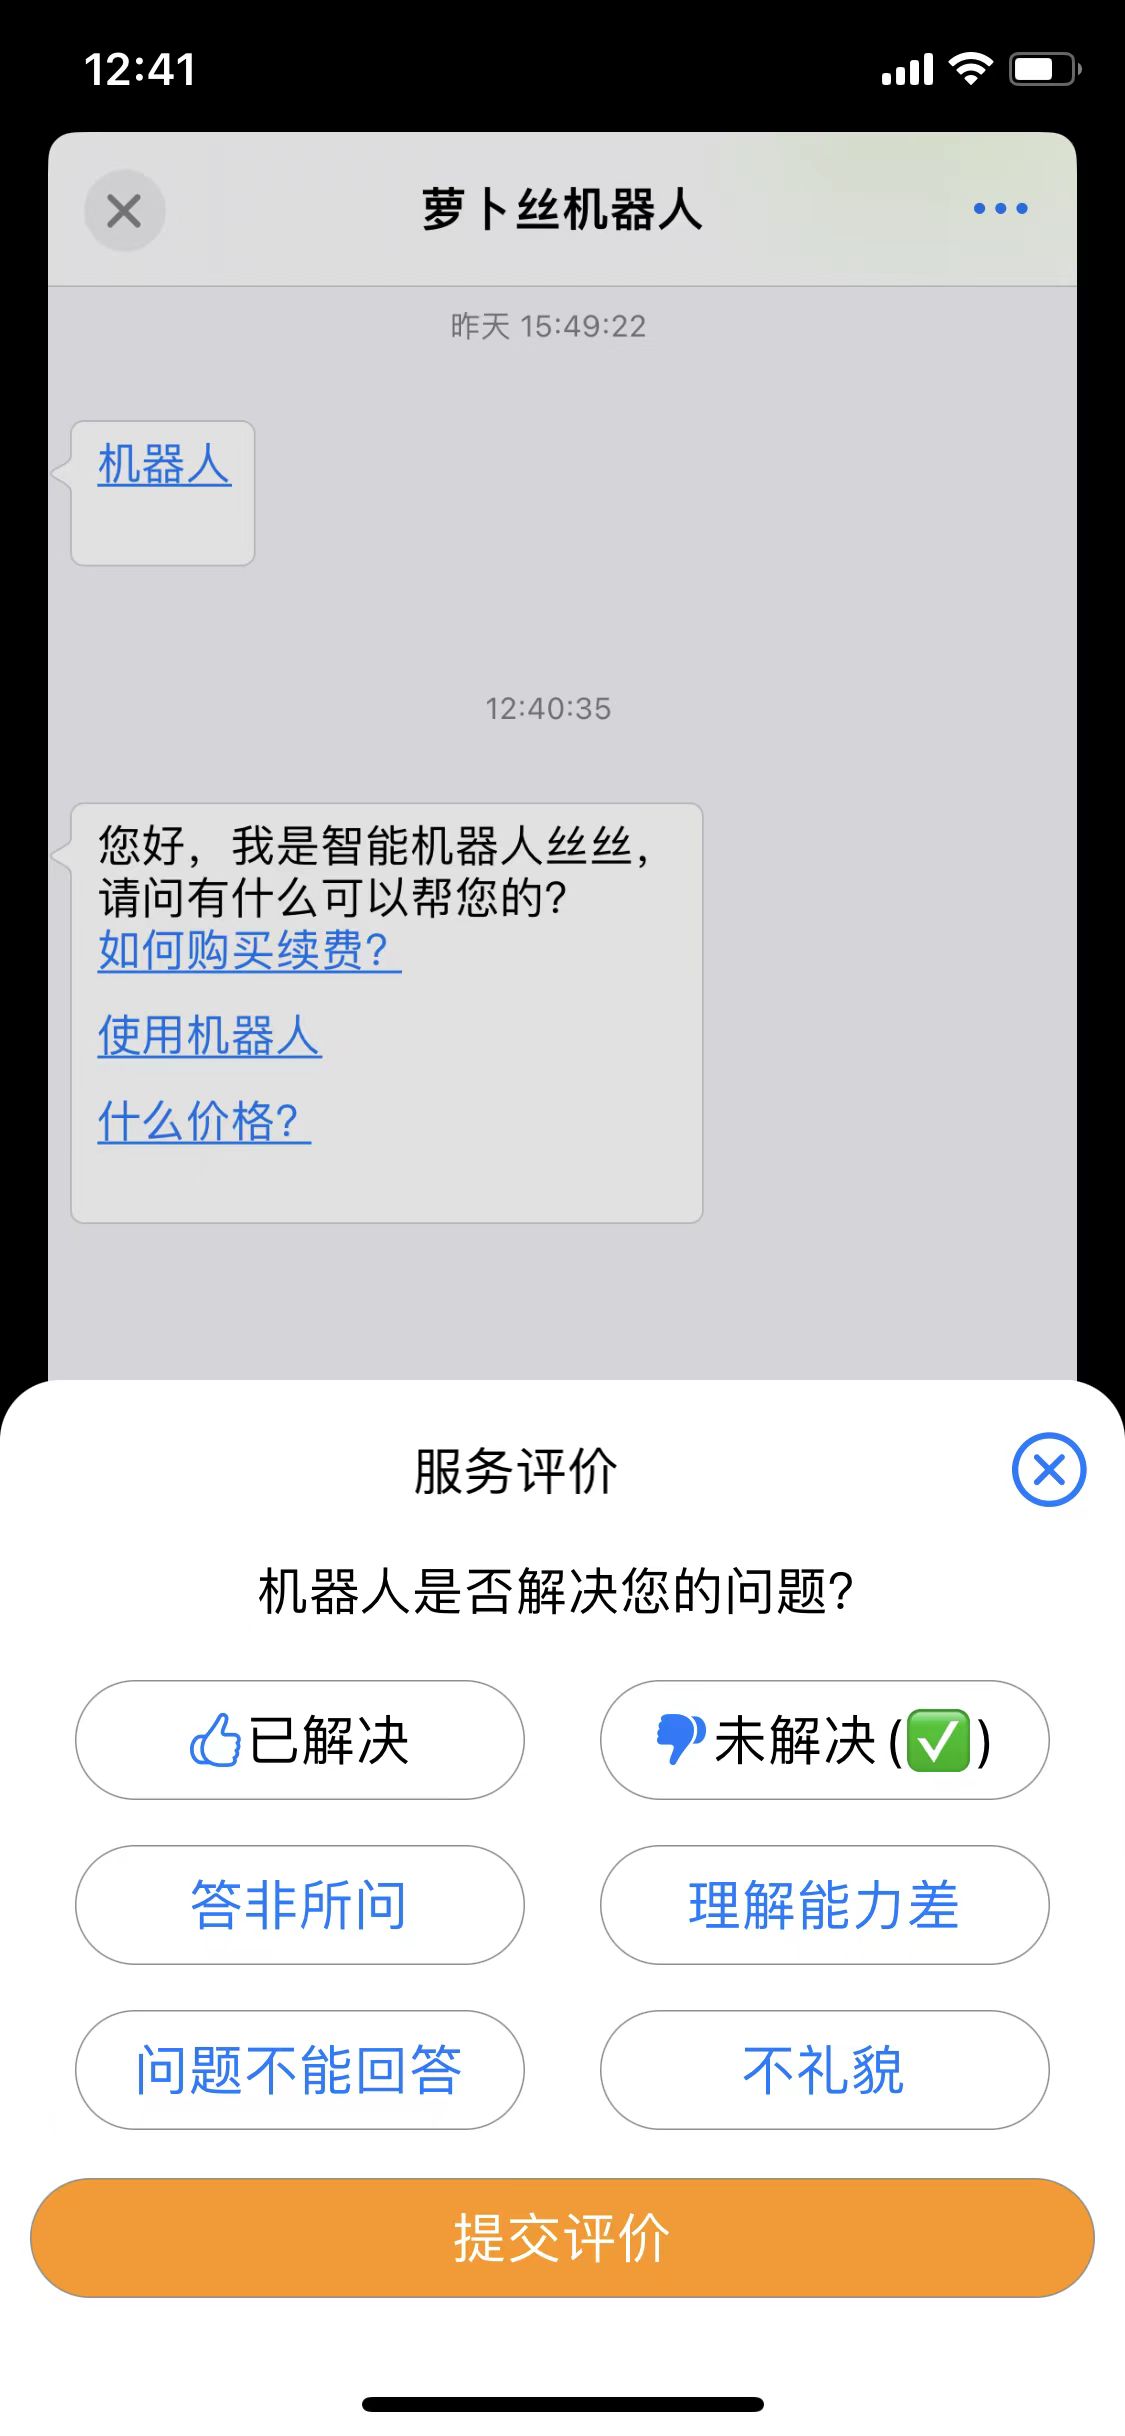 12:41
萝卜丝机器人
昨天 15:49:22
机器人
12:40:35
您好，我是智能机器人丝丝，
请问有什么可以帮您的？
如何购买续费？
使用机器人
什么价格？
服务评价
机器人是否解决您的问题？
已解决
未解决(✅)
答非所问
理解能力差
问题不能回答
不礼貌
提交评价